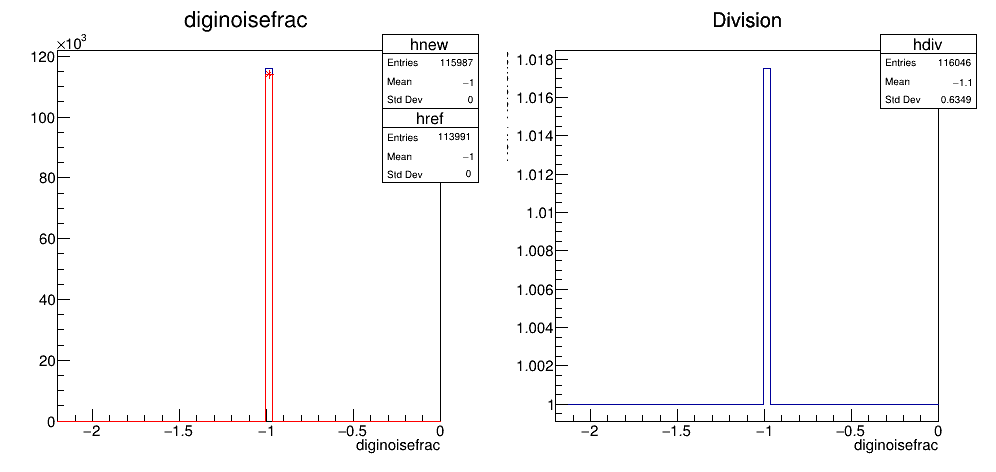 diginoisefrac
×10³
hnew
Entries 115987
Mean −1
Std Dev 0
href
Entries 113991
Mean −1
Std Dev 0
120
100
80
60
40
20
0
−2 −1.5 −1 −0.5 0
diginoisefrac
Division
hdiv
Entries 116046
Mean −1.1
Std Dev 0.6349
1.018
1.016
1.014
1.012
1.01
1.008
1.006
1.004
1.002
1
−2 −1.5 −1 −0.5 0
diginoisefrac